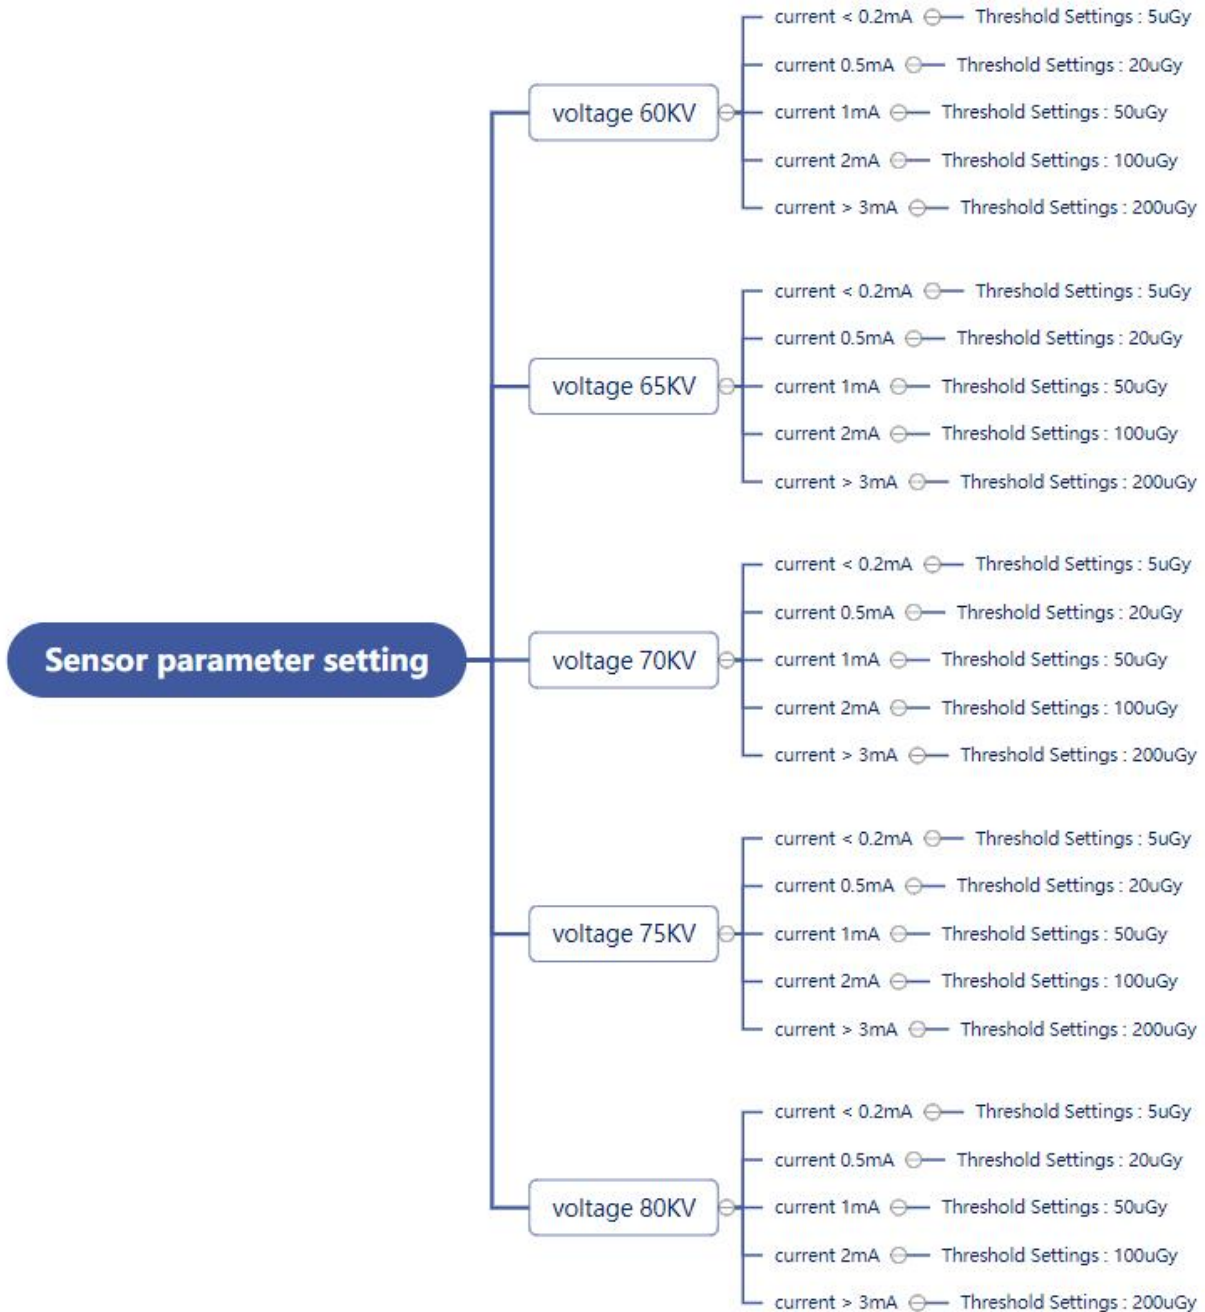 Sensor parameter setting
voltage 60KV
current < 0.2mA Threshold Settings : 5uGy
current 0.5mA Threshold Settings : 20uGy
current 1mA Threshold Settings : 50uGy
current 2mA Threshold Settings : 100uGy
current > 3mA Threshold Settings : 200uGy
voltage 65KV
current < 0.2mA Threshold Settings : 5uGy
current 0.5mA Threshold Settings : 20uGy
current 1mA Threshold Settings : 50uGy
current 2mA Threshold Settings : 100uGy
current > 3mA Threshold Settings : 200uGy
voltage 70KV
current < 0.2mA Threshold Settings : 5uGy
current 0.5mA Threshold Settings : 20uGy
current 1mA Threshold Settings : 50uGy
current 2mA Threshold Settings : 100uGy
current > 3mA Threshold Settings : 200uGy
voltage 75KV
current < 0.2mA Threshold Settings : 5uGy
current 0.5mA Threshold Settings : 20uGy
current 1mA Threshold Settings : 50uGy
current 2mA Threshold Settings : 100uGy
current > 3mA Threshold Settings : 200uGy
voltage 80KV
current < 0.2mA Threshold Settings : 5uGy
current 0.5mA Threshold Settings : 20uGy
current 1mA Threshold Settings : 50uGy
current 2mA Threshold Settings : 100uGy
current > 3mA Threshold Settings : 200uGy